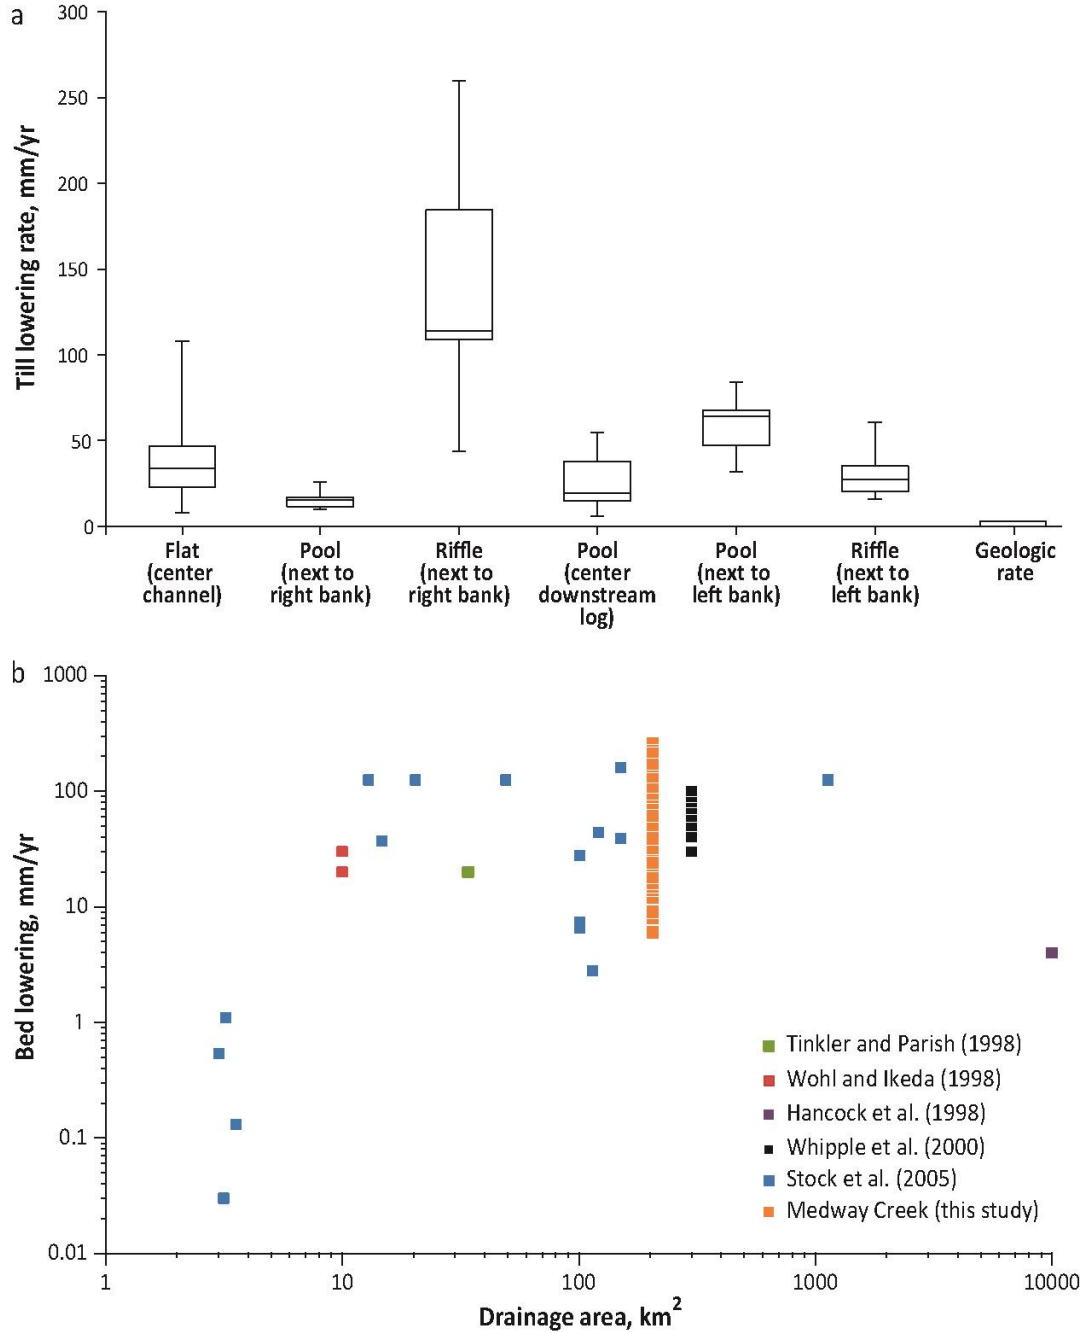 a
Till lowering rate, mm/yr
300
250
200
150
100
50
0
Flat
(center
channel)
Pool
(next to
right bank)
Riffle
(next to
right bank)
Pool
(center
downstream
log)
Pool
(next to
left bank)
Riffle
(next to
left bank)
Geologic
rate
b
Bed lowering, mm/yr
1000
100
10
1
0.1
0.01
Tinkler and Parish (1998)
Wohl and Ikeda (1998)
Hancock et al. (1998)
Whipple et al. (2000)
Stock et al. (2005)
Medway Creek (this study)
1
10
100
1000
10000
Drainage area, km²